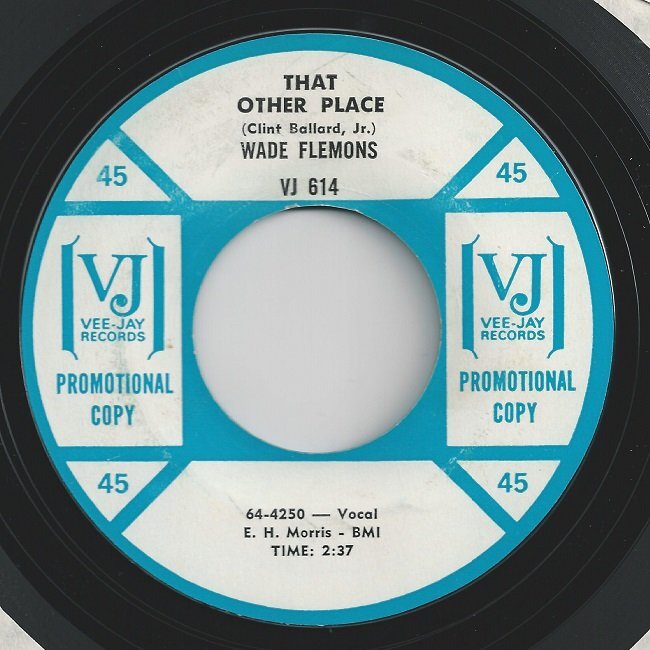 THAT
OTHER PLACE
(Clint Ballard, Jr.)
WADE FLEMONS
VJ 614
45
45
VJ
VEE-JAY
RECORDS
PROMOTIONAL
COPY
VJ
VEE-JAY
RECORDS
PROMOTIONAL
COPY
45
45
64-4250 — Vocal
E. H. Morris - BMI
TIME: 2:37